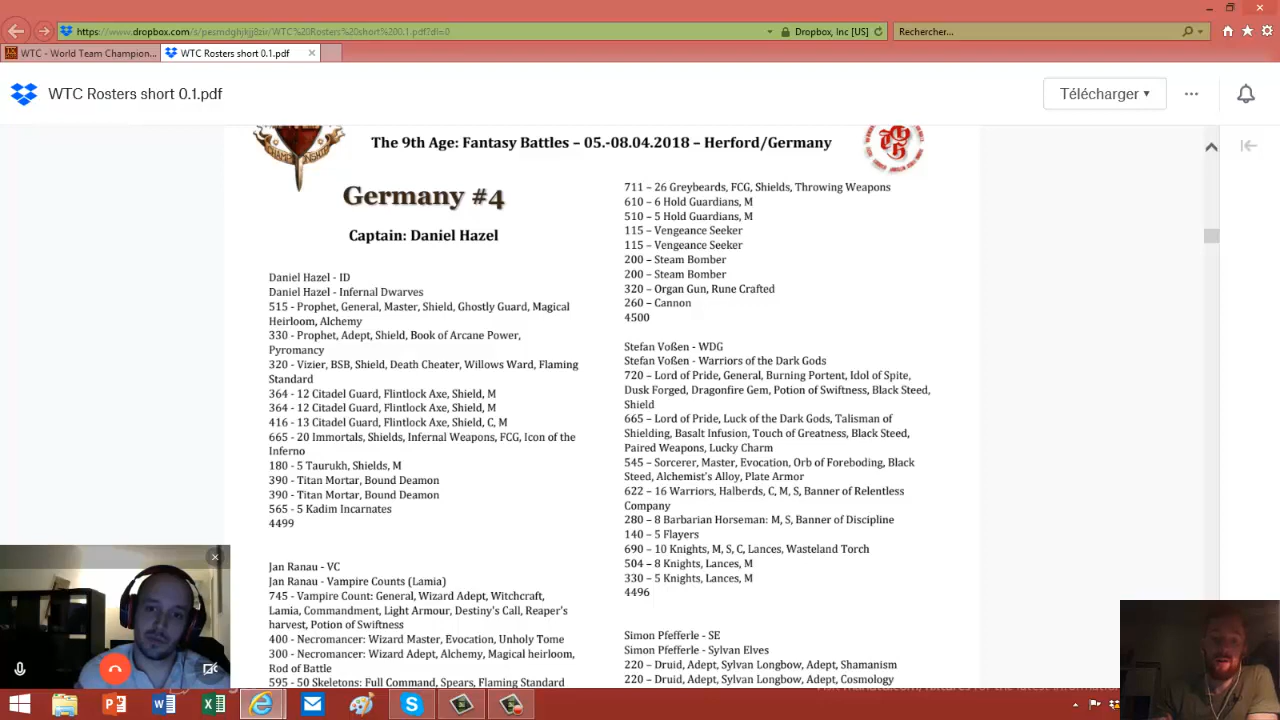 https://www.dropbox.com/s/pesmdghjkjj8zir/WTC%20Rosters%20short%200.1.pdf?dl=0
Dropbox, Inc [US]
Rechercher...
WTC - World Team Champion...
WTC Rosters short 0.1.pdf
WTC Rosters short 0.1.pdf
Télécharger
The 9th Age: Fantasy Battles – 05.-08.04.2018 – Herford/Germany
Germany #4
Captain: Daniel Hazel
Daniel Hazel - ID
Daniel Hazel - Infernal Dwarves
515 - Prophet, General, Master, Shield, Ghostly Guard, Magical
Heirloom, Alchemy
330 - Prophet, Adept, Shield, Book of Arcane Power,
Pyromancy
320 - Vizier, BSB, Shield, Death Cheater, Willows Ward, Flaming
Standard
364 - 12 Citadel Guard, Flintlock Axe, Shield, M
364 - 12 Citadel Guard, Flintlock Axe, Shield, M
416 - 13 Citadel Guard, Flintlock Axe, Shield, C, M
665 - 20 Immortals, Shields, Infernal Weapons, FCG, Icon of the
Inferno
180 - 5 Taurukh, Shields, M
390 - Titan Mortar, Bound Deamon
390 - Titan Mortar, Bound Deamon
565 - 5 Kadim Incarnates
4499
Jan Ranau - VC
Jan Ranau - Vampire Counts (Lamia)
745 - Vampire Count: General, Wizard Adept, Witchcraft,
Lamia, Commandment, Light Armour, Destiny's Call, Reaper's
harvest, Potion of Swiftness
400 - Necromancer: Wizard Master, Evocation, Unholy Tome
300 - Necromancer: Wizard Adept, Alchemy, Magical heirloom,
Rod of Battle
595 - 50 Skeletons: Full Command, Spears, Flaming Standard
711 – 26 Greybeards, FCG, Shields, Throwing Weapons
610 – 6 Hold Guardians, M
510 – 5 Hold Guardians, M
115 – Vengeance Seeker
115 – Vengeance Seeker
200 – Steam Bomber
200 – Steam Bomber
320 – Organ Gun, Rune Crafted
260 – Cannon
4500
Stefan Voßen - WDG
Stefan Voßen - Warriors of the Dark Gods
720 – Lord of Pride, General, Burning Portent, Idol of Spite,
Dusk Forged, Dragonfire Gem, Potion of Swiftness, Black Steed,
Shield
665 – Lord of Pride, Luck of the Dark Gods, Talisman of
Shielding, Basalt Infusion, Touch of Greatness, Black Steed,
Paired Weapons, Lucky Charm
545 – Sorcerer, Master, Evocation, Orb of Foreboding, Black
Steed, Alchemist's Alloy, Plate Armor
622 – 16 Warriors, Halberds, C, M, S, Banner of Relentless
Company
280 – 8 Barbarian Horseman: M, S, Banner of Discipline
140 – 5 Flayers
690 – 10 Knights, M, S, C, Lances, Wasteland Torch
504 – 8 Knights, Lances, M
330 – 5 Knights, Lances, M
4496
Simon Pfefferle - SE
Simon Pfefferle - Sylvan Elves
220 – Druid, Adept, Sylvan Longbow, Adept, Shamanism
220 – Druid, Adept, Sylvan Longbow, Adept, Cosmology